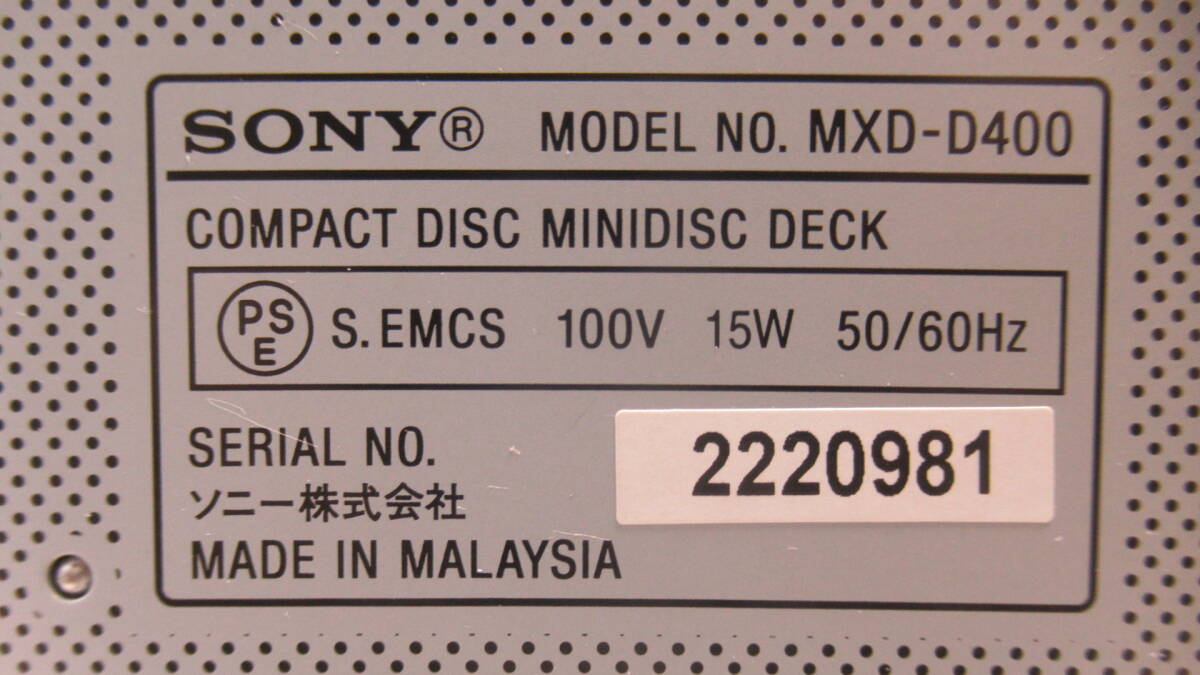 SONY® MODEL NO. MXD-D400
COMPACT DISC MINIDISC DECK
PSE S.EMCS 100V 15W 50/60Hz
SERIAL NO. 2220981
ソニー株式会社
MADE IN MALAYSIA